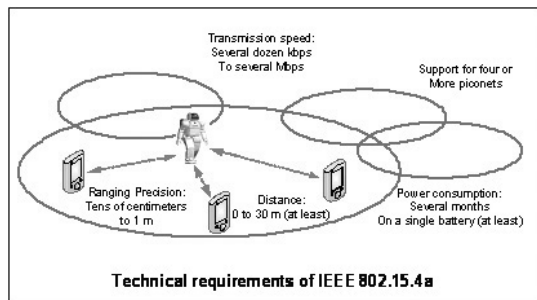 Transmission speed:
Several dozen kbps
To several Mbps
Support for four or
More piconets
Ranging Precision:
Tens of centimeters
to 1 m
Distance:
0 to 30 m (at least)
Power consumption:
Several months
On a single battery (at least)
Technical requirements of IEEE 802.15.4a